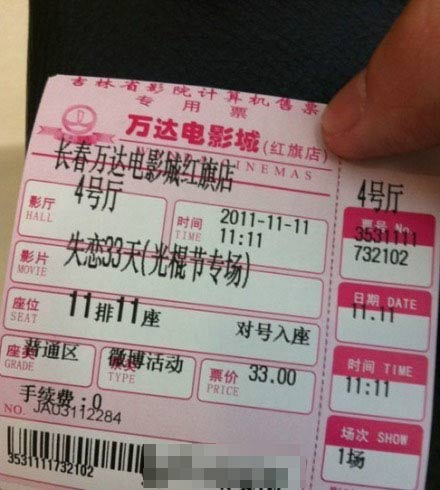 吉林省影院计算机售票
专用票
万达电影城(红旗店)
CINEMAS
长春万达电影城红旗店
影厅 HALL 4号厅
时间 TIME 2011-11-11 11:11
影片 MOVIE 失恋33天(光棍节专场)
座位 SEAT 11排11座 对号入座
GRADE 普通区
TYPE 微博活动
票价 PRICE 33.00
手续费:0
NO. JA03112284
3531111732102
4号厅
票号 No
3531111
732102
日期 DATE
11.11
时间 TIME
11:11
场次 SHOW
1场